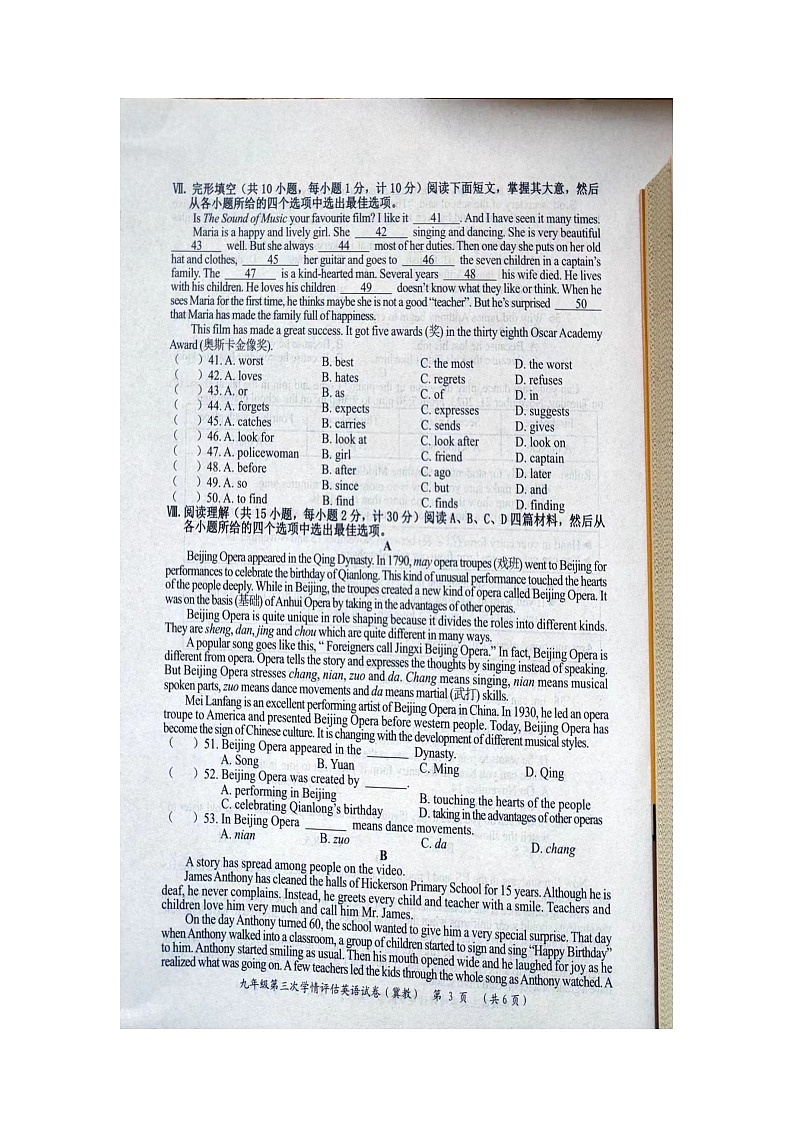 Ⅶ. 完形填空（共 10 小题，每小题 1 分，计 10 分）阅读下面短文，掌握其大意，然后
从各小题所给的四个选项中选出最佳选项。
Is The Sound of Music your favourite film? I like it 41 . And I have seen it many times.
Maria is a happy and lively girl. She 42 singing and dancing. She is very beautiful
43 well. But she always 44 most of her duties. Then one day she puts on her old
hat and clothes, 45 her guitar and goes to 46 the seven children in a captain's
family. The 47 is a kind-hearted man. Several years 48 his wife died. He lives
with his children. He loves his children 49 doesn't know what they like or think. When he
sees Maria for the first time, he thinks maybe she is not a good "teacher". But he's surprised 50
that Maria has made the family full of happiness.
This film has made a great success. It got five awards (奖) in the thirty eighth Oscar Academy
Award (奥斯卡金像奖).
( ) 41. A. worst B. best C. the most D. the worst
( ) 42. A. loves B. hates C. regrets D. refuses
( ) 43. A. or B. as C. of D. in
( ) 44. A. forgets B. expects C. expresses D. suggests
( ) 45. A. catches B. carries C. sends D. gives
( ) 46. A. look for B. look at C. look after D. look on
( ) 47. A. policewoman B. girl C. friend D. captain
( ) 48. A. before B. after C. ago D. later
( ) 49. A. so B. since C. but D. and
( ) 50. A. to find B. find C. finds D. finding
Ⅷ. 阅读理解（共 15 小题，每小题 2 分，计 30 分）阅读 A、B、C、D 四篇材料，然后从
各小题所给的四个选项中选出最佳选项。
A
Beijing Opera appeared in the Qing Dynasty. In 1790, may opera troupes (戏班) went to Beijing for
performances to celebrate the birthday of Qianlong. This kind of unusual performance touched the hearts
of the people deeply. While in Beijing, the troupes created a new kind of opera called Beijing Opera. It
was on the basis (基础) of Anhui Opera by taking in the advantages of other operas.
Beijing Opera is quite unique in role shaping because it divides the roles into different kinds.
They are sheng, dan, jing and chou which are quite different in many ways.
A popular song goes like this, " Foreigners call Jingxi Beijing Opera." In fact, Beijing Opera is
different from opera. Opera tells the story and expresses the thoughts by singing instead of speaking.
But Beijing Opera stresses chang, nian, zuo and da. Chang means singing, nian means musical
spoken parts, zuo means dance movements and da means martial (武打) skills.
Mei Lanfang is an excellent performing artist of Beijing Opera in China. In 1930, he led an opera
troupe to America and presented Beijing Opera before western people. Today, Beijing Opera has
become the sign of Chinese culture. It is changing with the development of different musical styles.
( ) 51. Beijing Opera appeared in the ______ Dynasty.
A. Song B. Yuan C. Ming D. Qing
( ) 52. Beijing Opera was created by ______.
A. performing in Beijing B. touching the hearts of the people
C. celebrating Qianlong's birthday D. taking in the advantages of other operas
( ) 53. In Beijing Opera ______ means dance movements.
A. nian B. zuo C. da D. chang
B
A story has spread among people on the video.
James Anthony has cleaned the halls of Hickerson Primary School for 15 years. Although he is
deaf, he never complains. Instead, he greets every child and teacher with a smile. Teachers and
children love him very much and call him Mr. James.
On the day Anthony turned 60, the school wanted to give him a very special surprise. That day
when Anthony walked into a classroom, a group of children started to sign and sing "Happy Birthday"
to him. Anthony started smiling as usual. Then his mouth opened wide and he laughed for joy as he
realized what was going on. A few teachers led the kids through the whole song as Anthony watched. A
九年级第三次学情评估英语试卷（冀教） 第 3 页 （共 6 页）